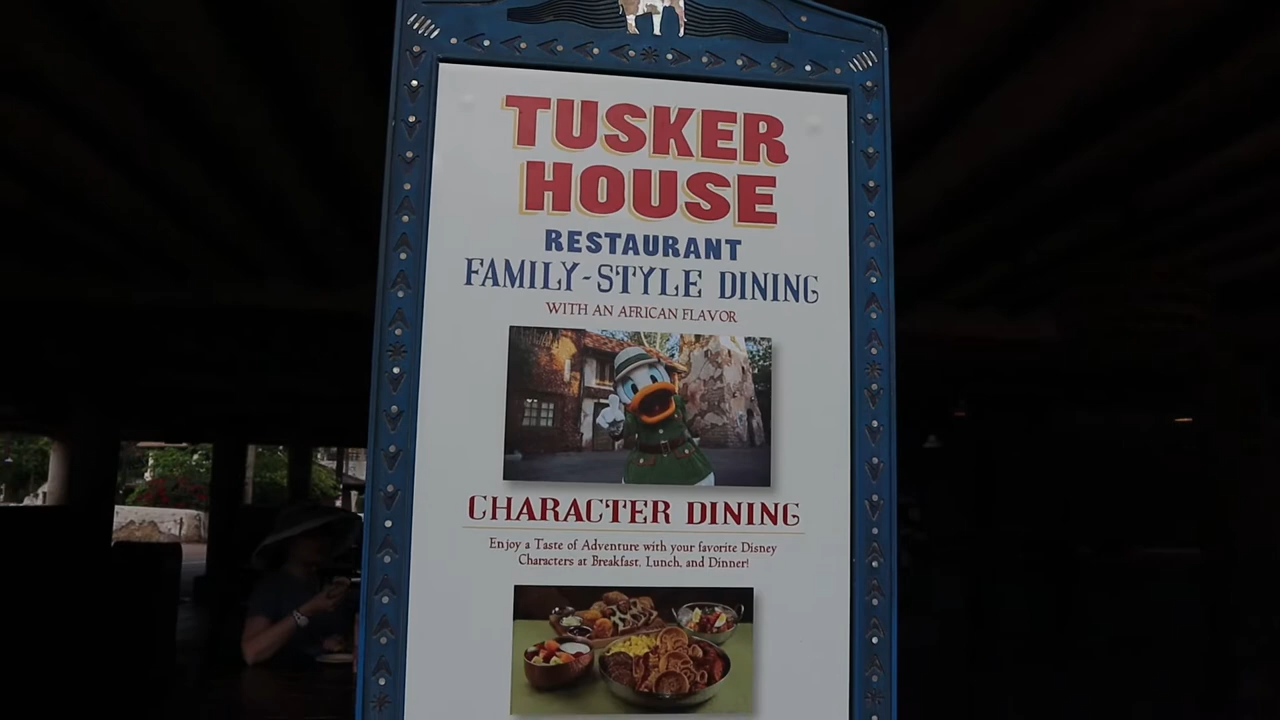 TUSKER
HOUSE
RESTAURANT
FAMILY-STYLE DINING
WITH AN AFRICAN FLAVOR
CHARACTER DINING
Enjoy a Taste of Adventure with your favorite Disney
Characters at Breakfast, Lunch, and Dinner!